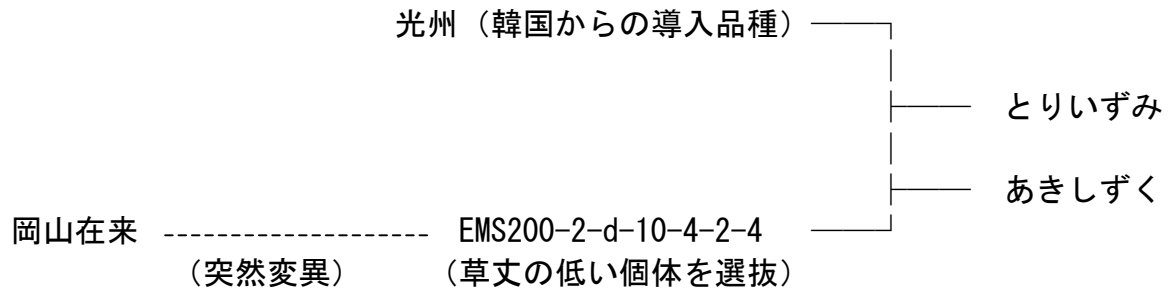 光州(韓国からの導入品種)
とりいずみ
あきしずく
岡山在来 -------------------- EMS200-2-d-10-4-2-4
(突然変異) (草丈の低い個体を選抜)